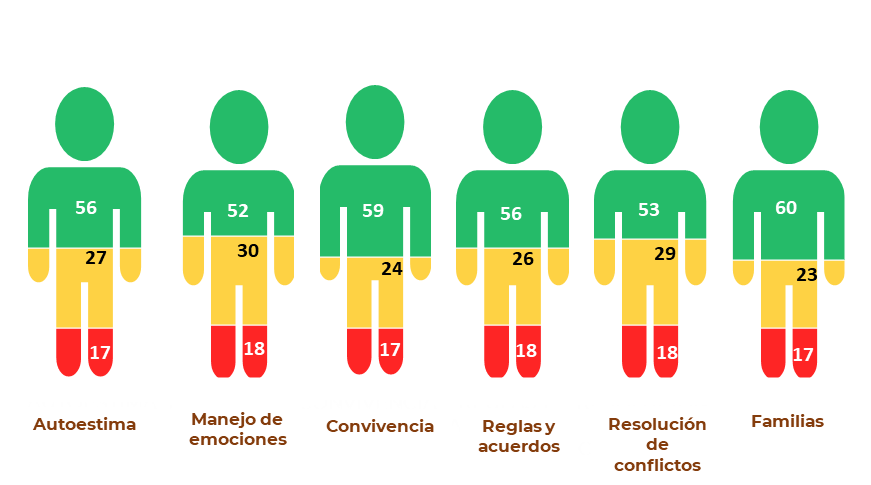 56
27
17
Autoestima
52
30
18
Manejo de
emociones
59
24
17
Convivencia
56
26
18
Reglas y
acuerdos
53
29
18
Resolución
de
conflictos
60
23
17
Familias